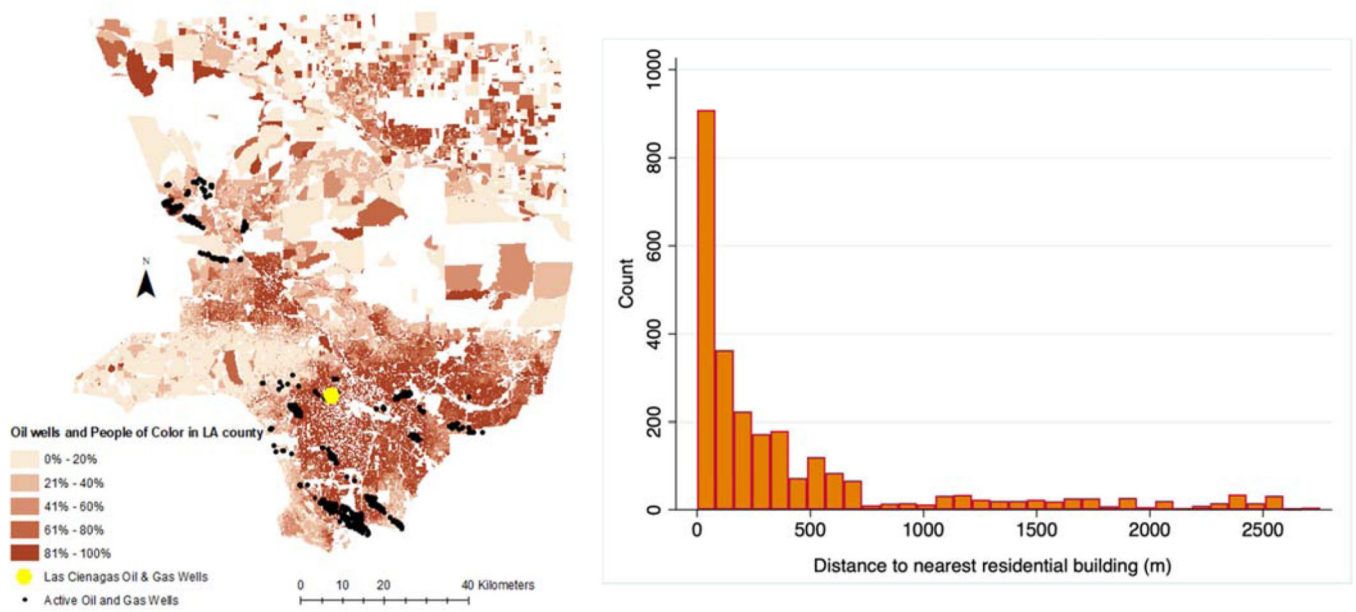 N
Oil wells and People of Color in LA county
0% - 20%
21% - 40%
41% - 60%
61% - 80%
81% - 100%
Las Cienagas Oil & Gas Wells
Active Oil and Gas Wells
0 10 20 40 Kilometers
1000
800
600
400
200
0
Count
0 500 1000 1500 2000 2500
Distance to nearest residential building (m)